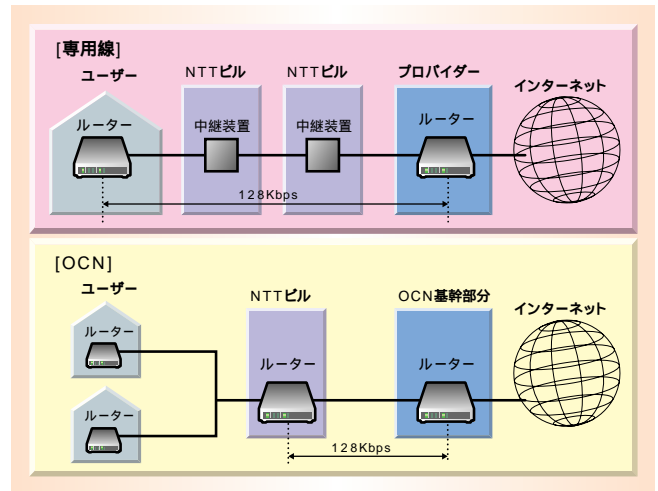 [専用線]
ユーザー
NTTビル
NTTビル
プロバイダー
インターネット
ルーター
中継装置
中継装置
ルーター
128Kbps
[OCN]
ユーザー
NTTビル
OCN基幹部分
インターネット
ルーター
ルーター
ルーター
ルーター
128Kbps